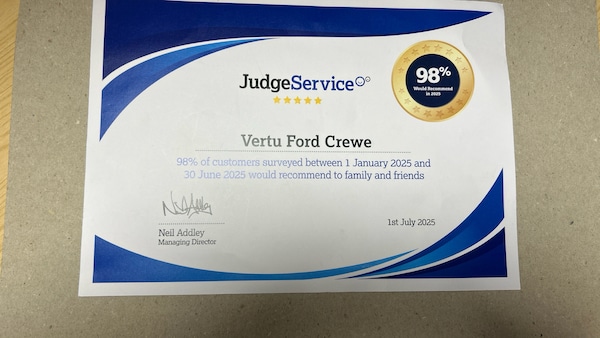 JudgeService
98%
Would Recommend
in 2025
Vertu Ford Crewe
98% of customers surveyed between 1 January 2025 and
30 June 2025 would recommend to family and friends
Neil Addley
Managing Director
1st July 2025